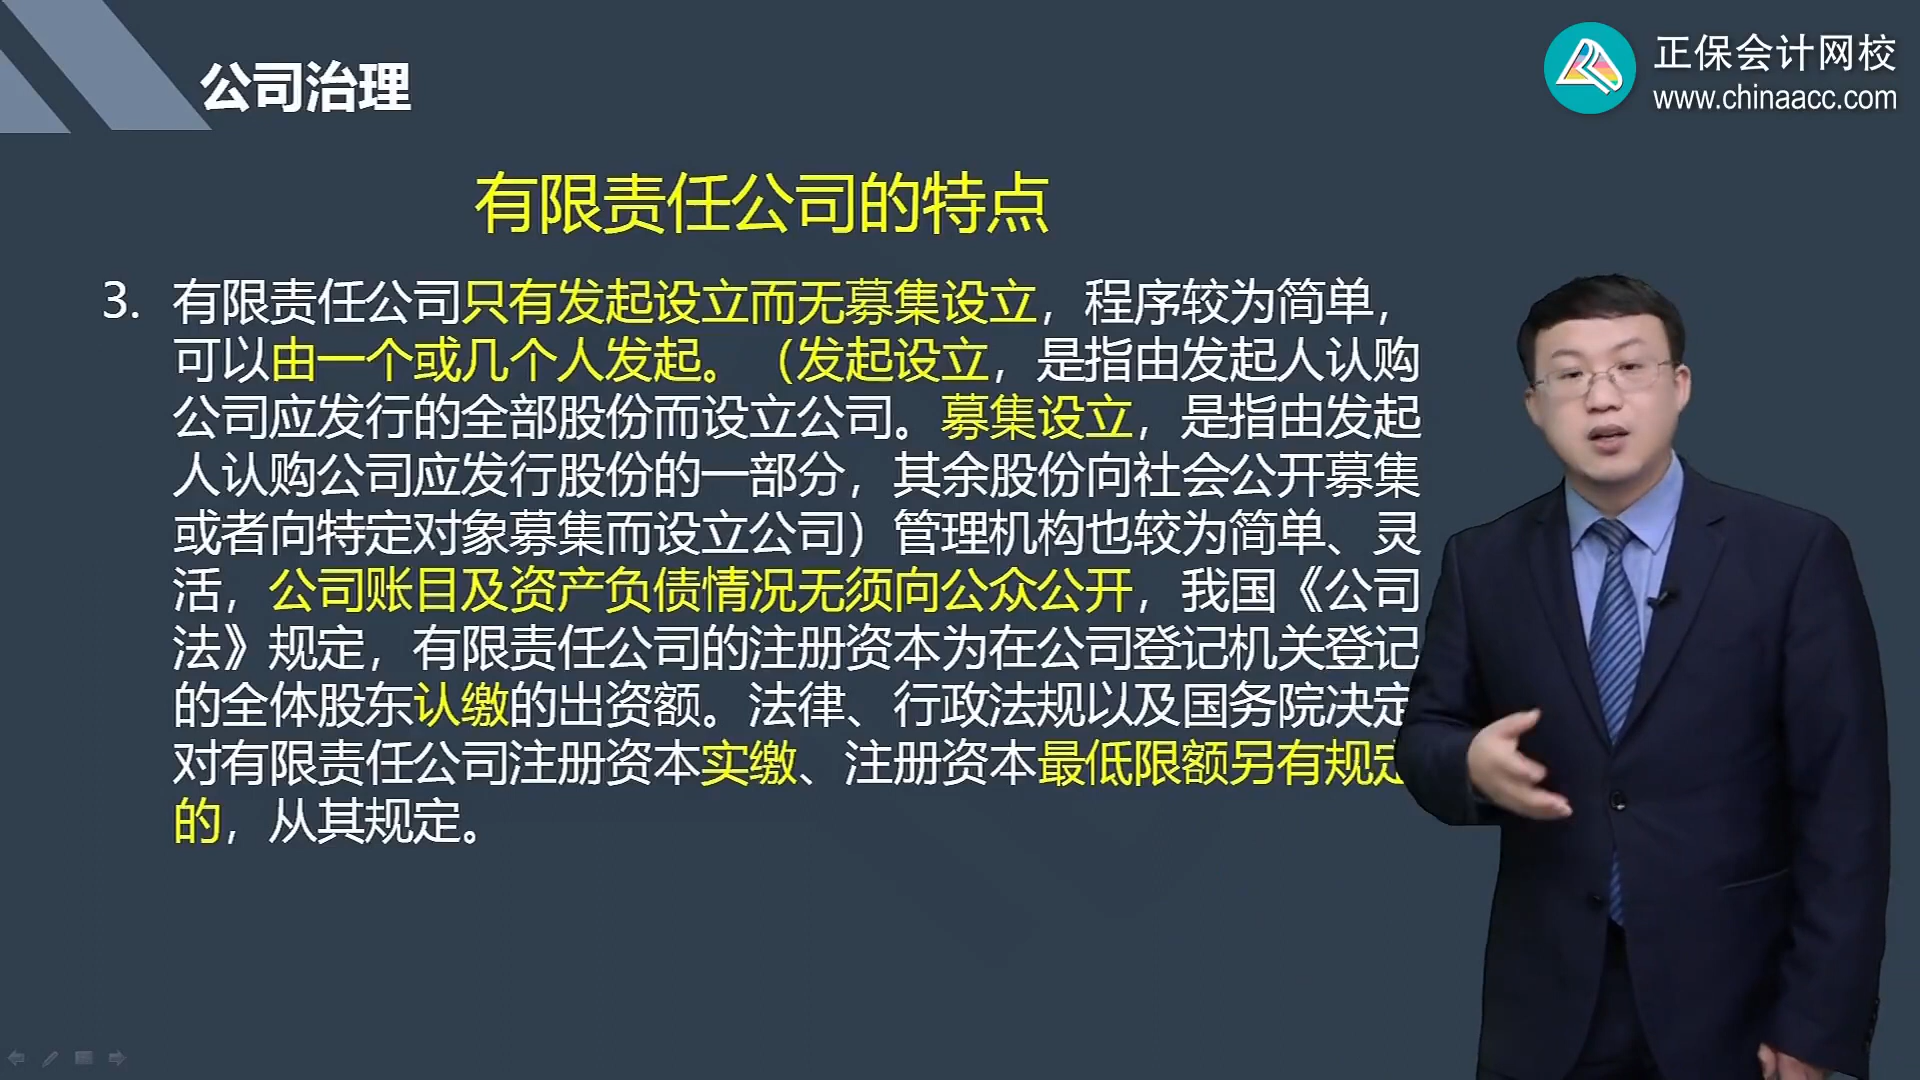 公司治理
正保会计网校
www.chinaacc.com
有限责任公司的特点
3. 有限责任公司只有发起设立而无募集设立，程序较为简单，
可以由一个或几个人发起。（发起设立，是指由发起人认购
公司应发行的全部股份而设立公司。募集设立，是指由发起
人认购公司应发行股份的一部分，其余股份向社会公开募集
或者向特定对象募集而设立公司）管理机构也较为简单、灵
活，公司账目及资产负债情况无须向公众公开，我国《公司
法》规定，有限责任公司的注册资本为在公司登记机关登记
的全体股东认缴的出资额。法律、行政法规以及国务院决定
对有限责任公司注册资本实缴、注册资本最低限额另有规定
的，从其规定。